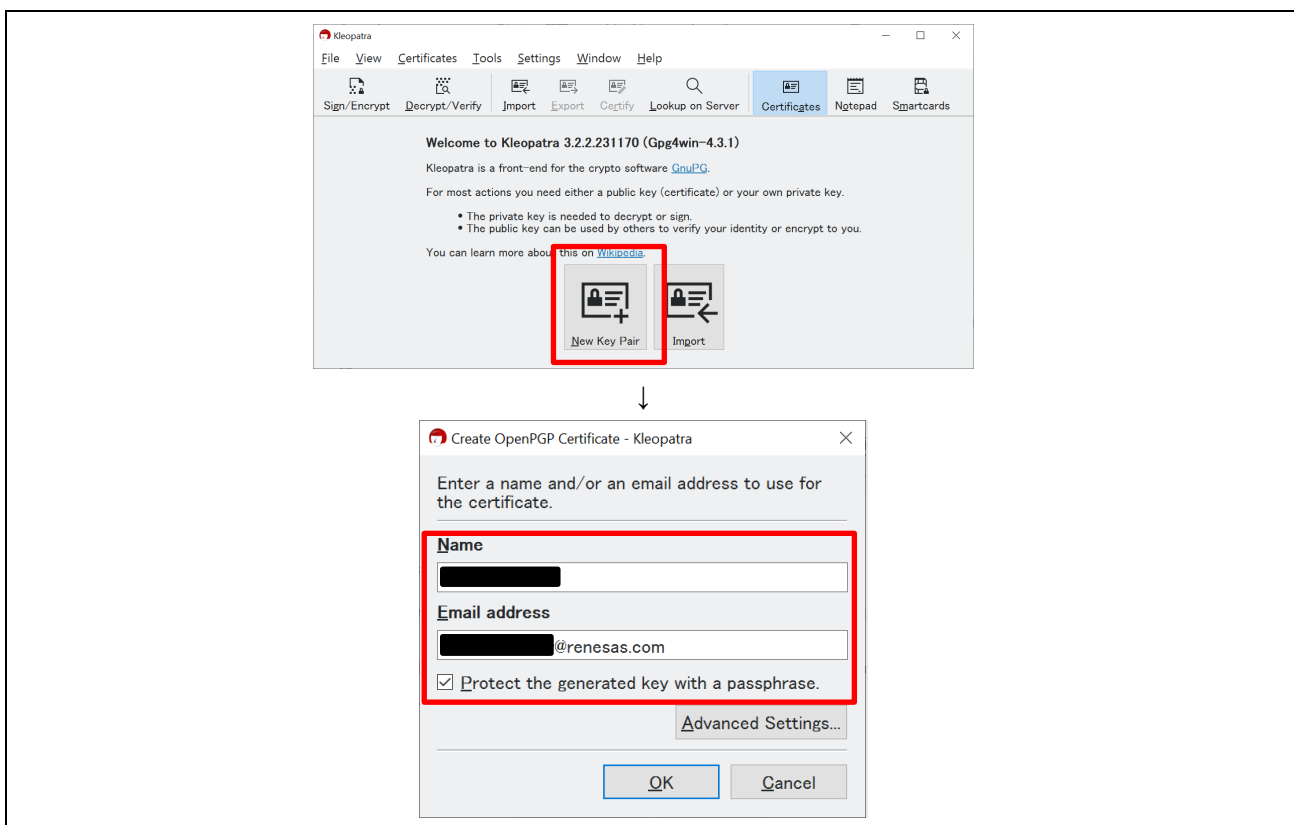 Kleopatra
File View Certificates Tools Settings Window Help
Sign/Encrypt Decrypt/Verify Import Export Certify Lookup on Server Certificates Notepad Smartcards
Welcome to Kleopatra 3.2.2.231170 (Gpg4win-4.3.1)
Kleopatra is a front-end for the crypto software GnuPG.
For most actions you need either a public key (certificate) or your own private key.
• The private key is needed to decrypt or sign.
• The public key can be used by others to verify your identity or encrypt to you.
You can learn more about this on Wikipedia.
New Key Pair Import
↓
Create OpenPGP Certificate - Kleopatra
Enter a name and/or an email address to use for
the certificate.
Name
Email address
@renesas.com
Protect the generated key with a passphrase.
Advanced Settings...
OK Cancel